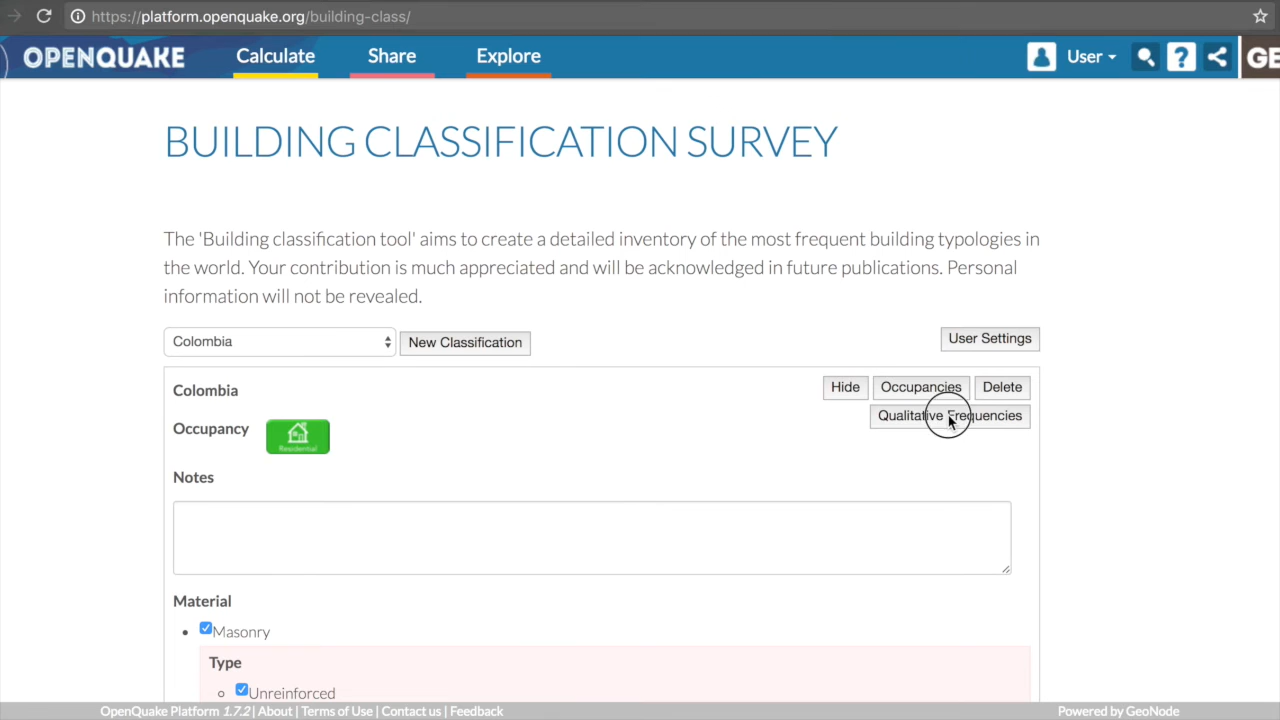 https://platform.openquake.org/building-class/
OPENQUAKE Calculate Share Explore User ? GE
BUILDING CLASSIFICATION SURVEY
The 'Building classification tool' aims to create a detailed inventory of the most frequent building typologies in
the world. Your contribution is much appreciated and will be acknowledged in future publications. Personal
information will not be revealed.
Colombia New Classification User Settings
Colombia Hide Occupancies Delete
Qualitative Frequencies
Occupancy Residential
Notes
Material
Masonry
Type
Unreinforced
OpenQuake Platform 1.7.2 | About | Terms of Use | Contact us | Feedback Powered by GeoNode